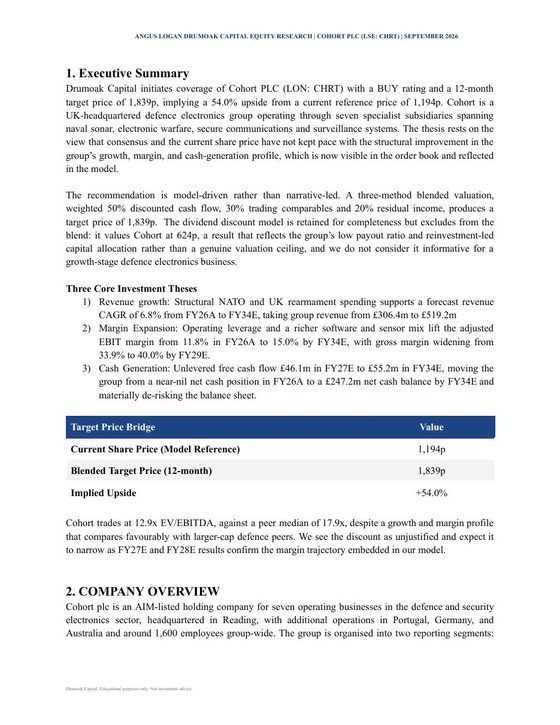 ANGUS LOGAN DRUMOAK CAPITAL EQUITY RESEARCH | COHORT PLC (LSE: CHRT) | SEPTEMBER 2026
1. Executive Summary
Drumoak Capital initiates coverage of Cohort PLC (LON: CHRT) with a BUY rating and a 12-month
target price of 1,839p, implying a 54.0% upside from a current reference price of 1,194p. Cohort is a
UK-headquartered defence electronics group operating through seven specialist subsidiaries spanning
naval sonar, electronic warfare, secure communications and surveillance systems. The thesis rests on the
view that consensus and the current share price have not kept pace with the structural improvement in the
group's growth, margin, and cash-generation profile, which is now visible in the order book and reflected
in the model.
The recommendation is model-driven rather than narrative-led. A three-method blended valuation,
weighted 50% discounted cash flow, 30% trading comparables and 20% residual income, produces a
target price of 1,839p. The dividend discount model is retained for completeness but excluded from the
blend: it values Cohort at 624p, a result that reflects the group's low payout ratio and reinvestment-led
capital allocation rather than a genuine valuation ceiling, and we do not consider it informative for a
growth-stage defence electronics business.
Three Core Investment Theses
1) Revenue growth: Structural NATO and UK rearmament spending supports a forecast revenue
CAGR of 6.8% from FY26A to FY34E, taking group revenue from £306.4m to £519.2m
2) Margin Expansion: Operating leverage and a richer software and sensor mix lift the adjusted
EBIT margin from 11.8% in FY26A to 15.0% by FY34E, with gross margin widening from
33.9% to 40.0% by FY29E.
3) Cash Generation: Unlevered free cash flow £46.1m in FY27E to £55.2m in FY34E, moving the
group from a near-nil net cash position in FY26A to a £247.2m net cash balance by FY34E and
materially de-risking the balance sheet.
Target Price Bridge Value
Current Share Price (Model Reference) 1,194p
Blended Target Price (12-month) 1,839p
Implied Upside +54.0%
Cohort trades at 12.9x EV/EBITDA, against a peer median of 17.9x, despite a growth and margin profile
that compares favourably with larger-cap defence peers. We see the discount as unjustified and expect it
to narrow as FY27E and FY28E results confirm the margin trajectory embedded in our model.
2. COMPANY OVERVIEW
Cohort plc is an AIM-listed holding company for seven operating businesses in the defence and security
electronics sector, headquartered in Reading, with additional operations in Portugal, Germany, and
Australia and around 1,600 employees group-wide. The group is organised into two reporting segments:
Drumoak Capital. Educational purposes only. Not investment advice.